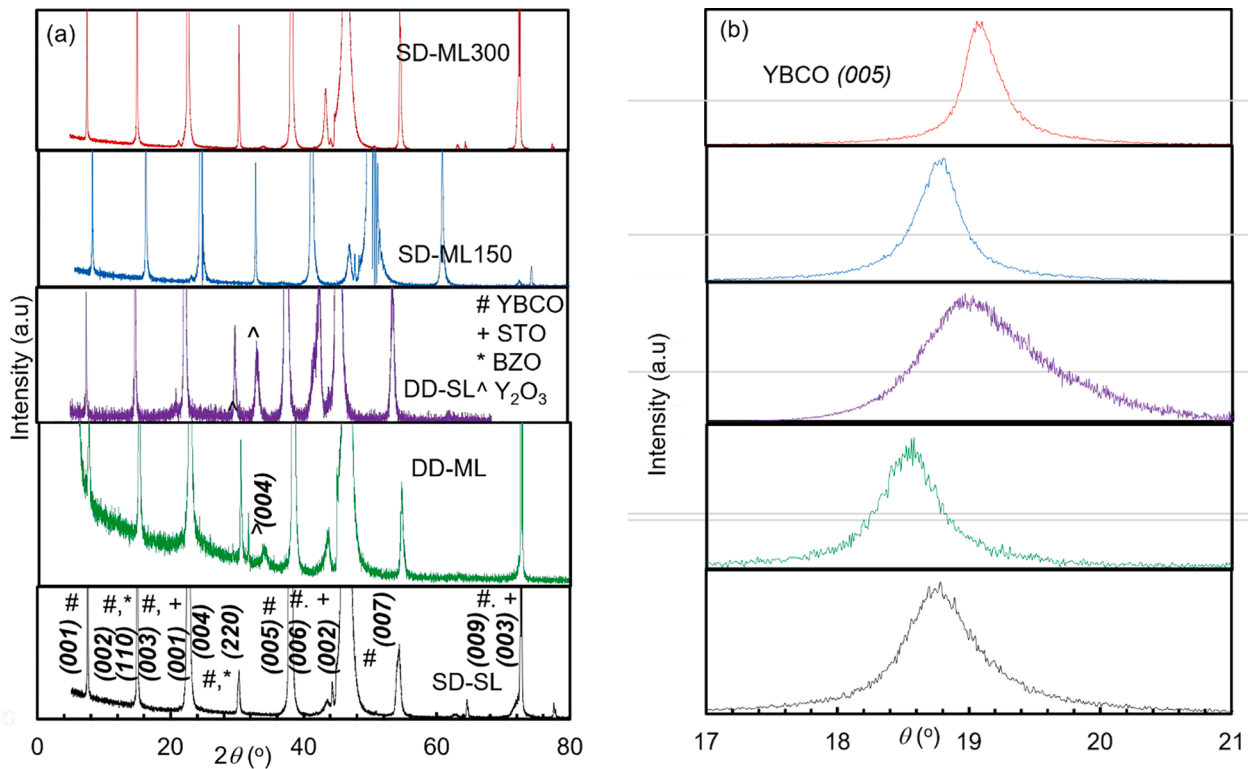 (a)
SD-ML300
SD-ML150
# YBCO
+ STO
* BZO
DD-SL^ Y2O3
^
^
DD-ML
^
(004)
#
#,*
#, +
#,*
#
#. +
#
#. +
(001)
(002)
(110)
(003)
(001)
(004)
(220)
(005)
(006)
(002)
(007)
(009)
(003)
SD-SL
0 20 40 60 80
2θ (o)
Intensity (a.u)
(b)
YBCO (005)
17 18 19 20 21
θ (o)
Intensity (a.u)